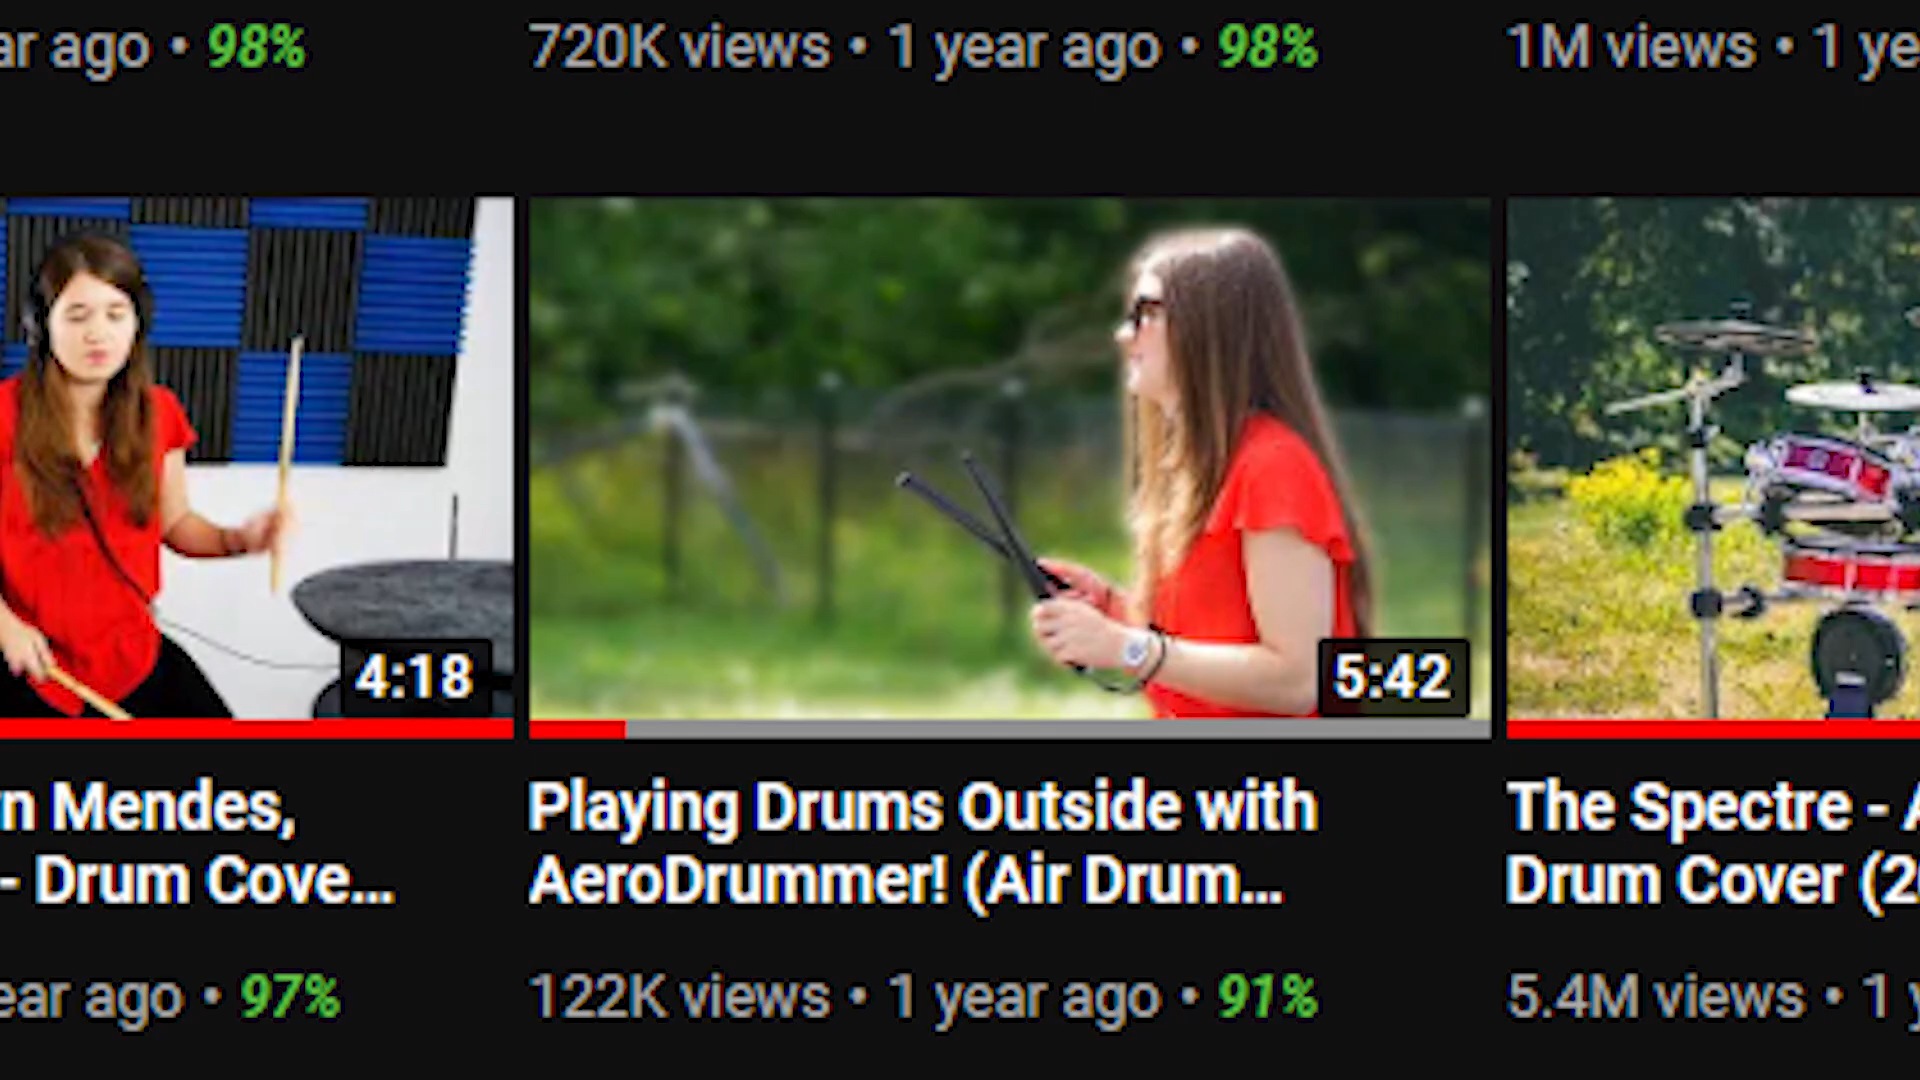 ar ago • 98%
720K views • 1 year ago • 98%
1M views • 1 ye
4:18
5:42
n Mendes,
- Drum Cove...
Playing Drums Outside with
AeroDrummer! (Air Drum...
The Spectre - A
Drum Cover (2
ear ago • 97%
122K views • 1 year ago • 91%
5.4M views • 1 y